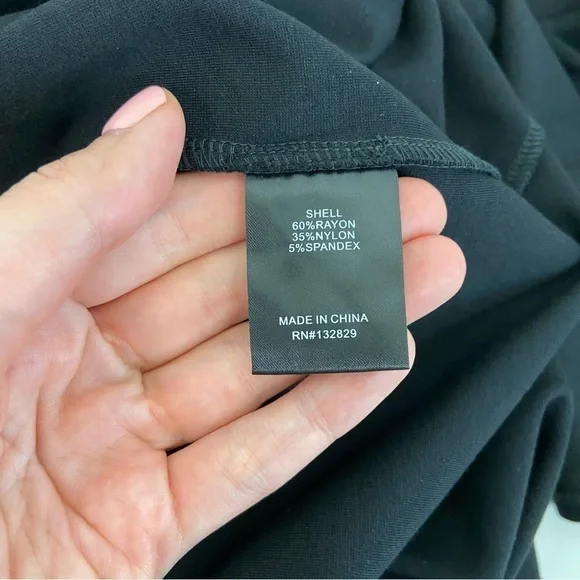 SHELL
60%RAYON
35%NYLON
5%SPANDEX
MADE IN CHINA
RN#132829